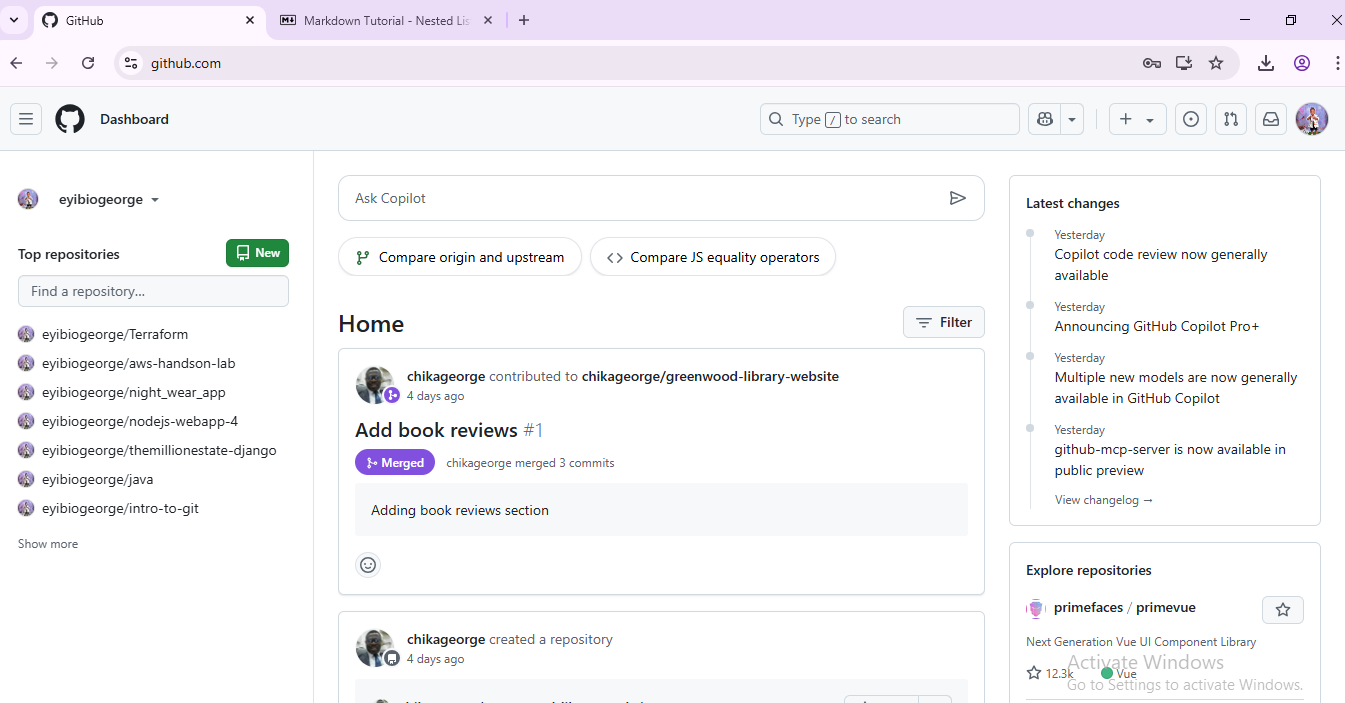 GitHub
Markdown Tutorial - Nested Lis
github.com
Dashboard
Type / to search
eyibiogeorge
Top repositories
New
Find a repository...
eyibiogeorge/Terraform
eyibiogeorge/aws-handson-lab
eyibiogeorge/night_wear_app
eyibiogeorge/nodejs-webapp-4
eyibiogeorge/themillionestate-django
eyibiogeorge/java
eyibiogeorge/intro-to-git
Show more
Ask Copilot
Compare origin and upstream
Compare JS equality operators
Home
Filter
chikageorge contributed to chikageorge/greenwood-library-website
4 days ago
Add book reviews #1
Merged
chikageorge merged 3 commits
Adding book reviews section
chikageorge created a repository
4 days ago
Latest changes
Yesterday
Copilot code review now generally
available
Yesterday
Announcing GitHub Copilot Pro+
Yesterday
Multiple new models are now generally
available in GitHub Copilot
Yesterday
github-mcp-server is now available in
public preview
View changelog →
Explore repositories
primefaces / primevue
Next Generation Vue UI Component Library
12.3k
Vue
Activate Windows
Go to Settings to activate Windows.